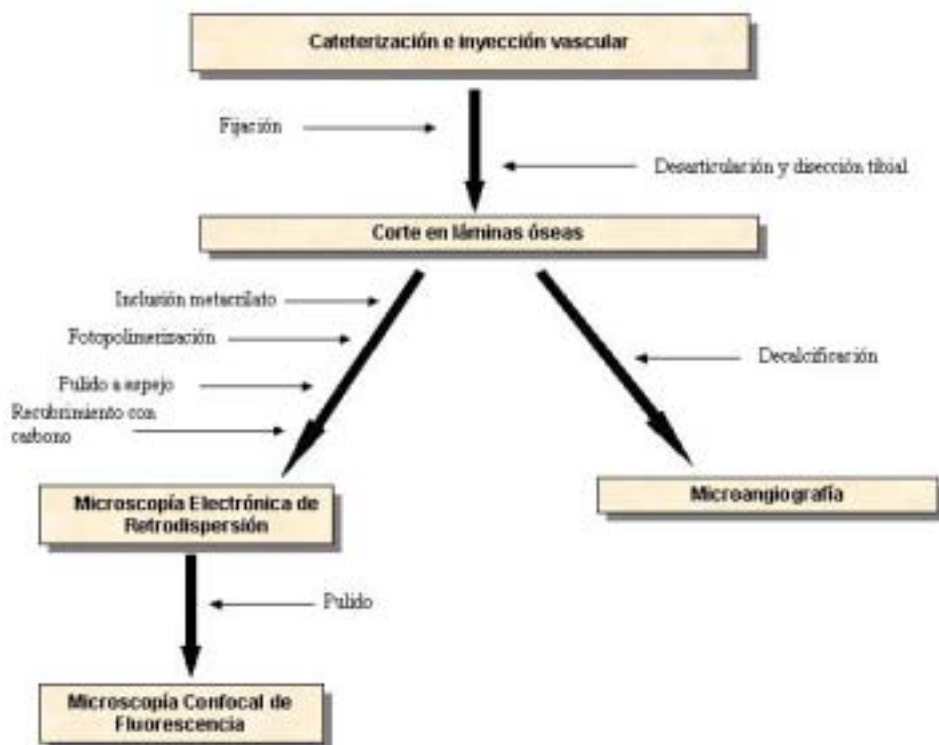 Cateterización e inyección vascular
Fijación
Desarticulación y disección tibial
Corte en láminas óseas
Inclusión metacrilato
Fotopolimerización
Decalcificación
Pulido a espejo
Recubrimiento con
carbono
Microscopía Electrónica de
Retrodispersión
Microangiografía
Pulido
Microscopía Confocal de
Fluorescencia